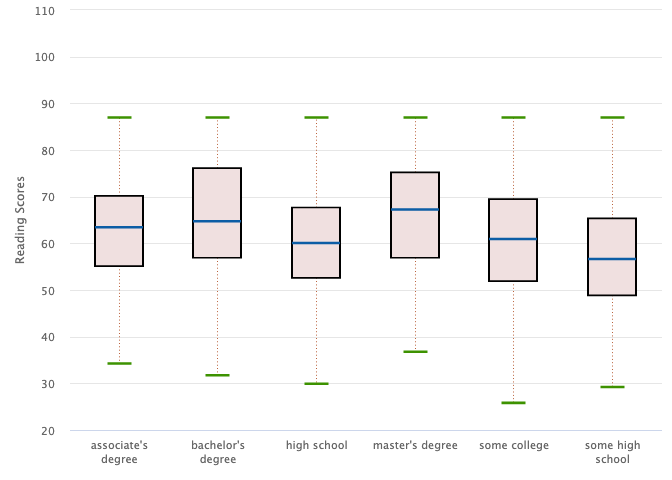 110
100
90
80
70
60
50
40
30
20
Reading Scores
associate's
degree
bachelor's
degree
high school
master's degree
some college
some high
school